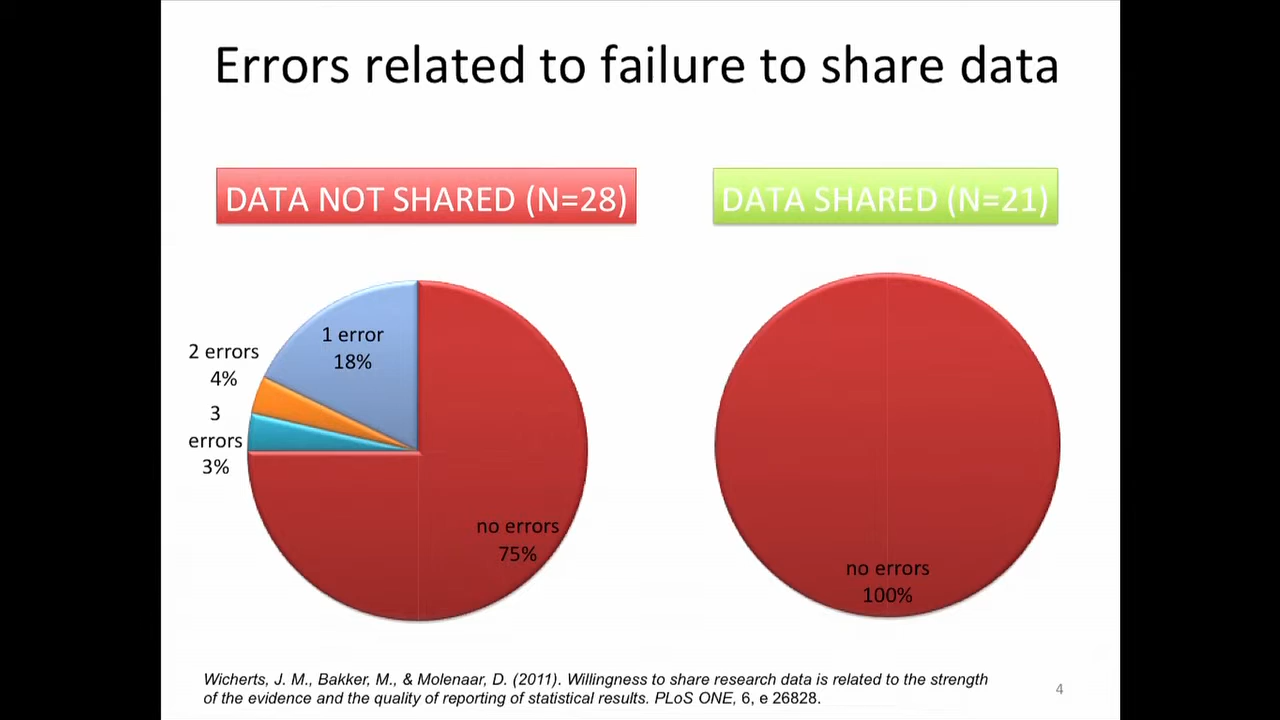 Errors related to failure to share data
DATA NOT SHARED (N=28)
DATA SHARED (N=21)
1 error
18%
2 errors
4%
3
errors
3%
no errors
75%
no errors
100%
Wicherts, J. M., Bakker, M., & Molenaar, D. (2011). Willingness to share research data is related to the strength
of the evidence and the quality of reporting of statistical results. PLoS ONE, 6, e 26828.
4